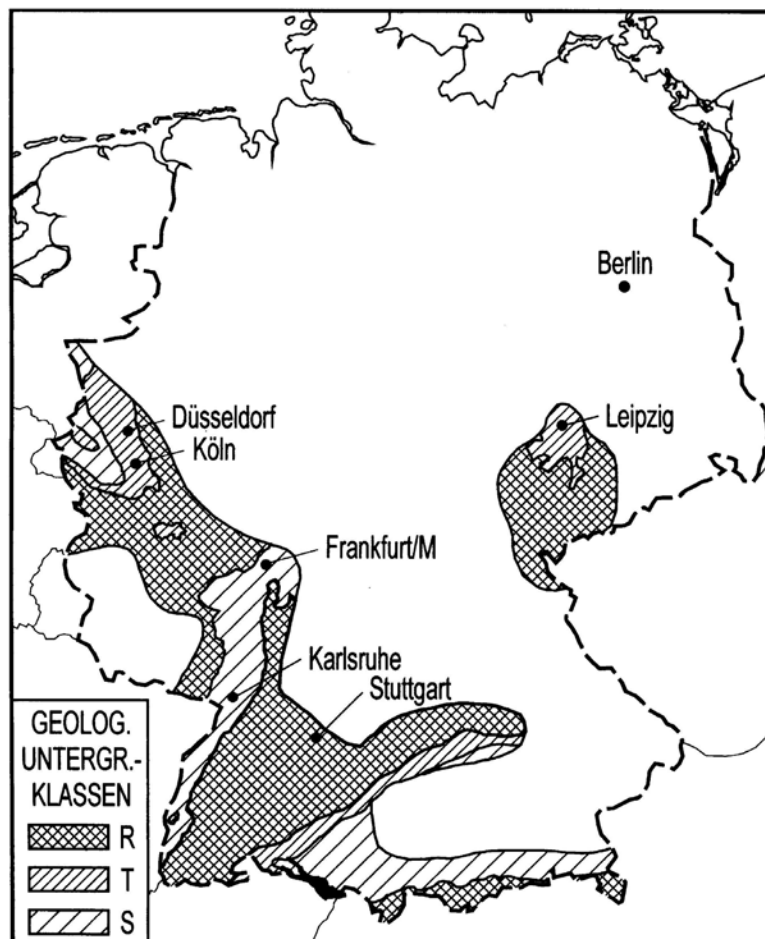 Berlin
Düsseldorf
Köln
Leipzig
Frankfurt/M
Karlsruhe
Stuttgart
GEOLOG.
UNTERGR.-
KLASSEN
R
T
S